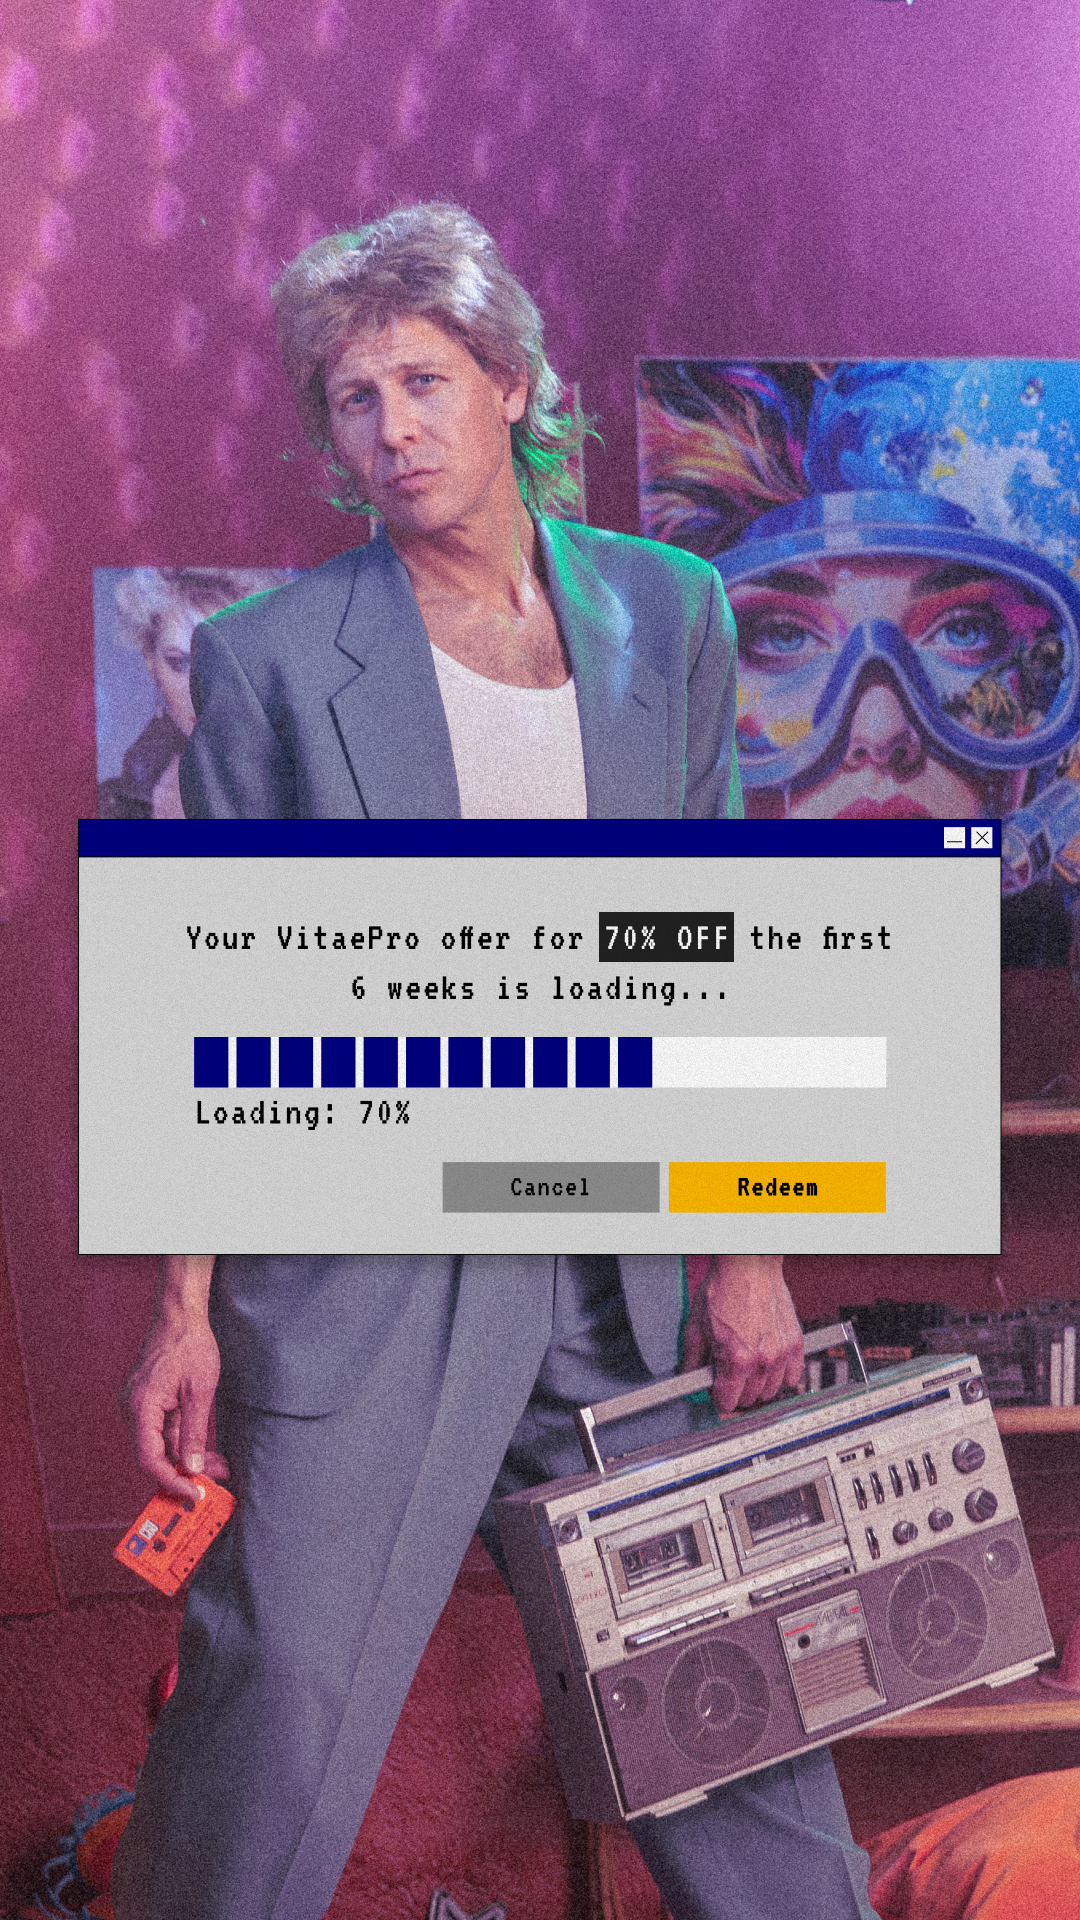 Your VitaePro offer for 70% OFF the first
6 weeks is loading...
Loading: 70%
Cancel
Redeem